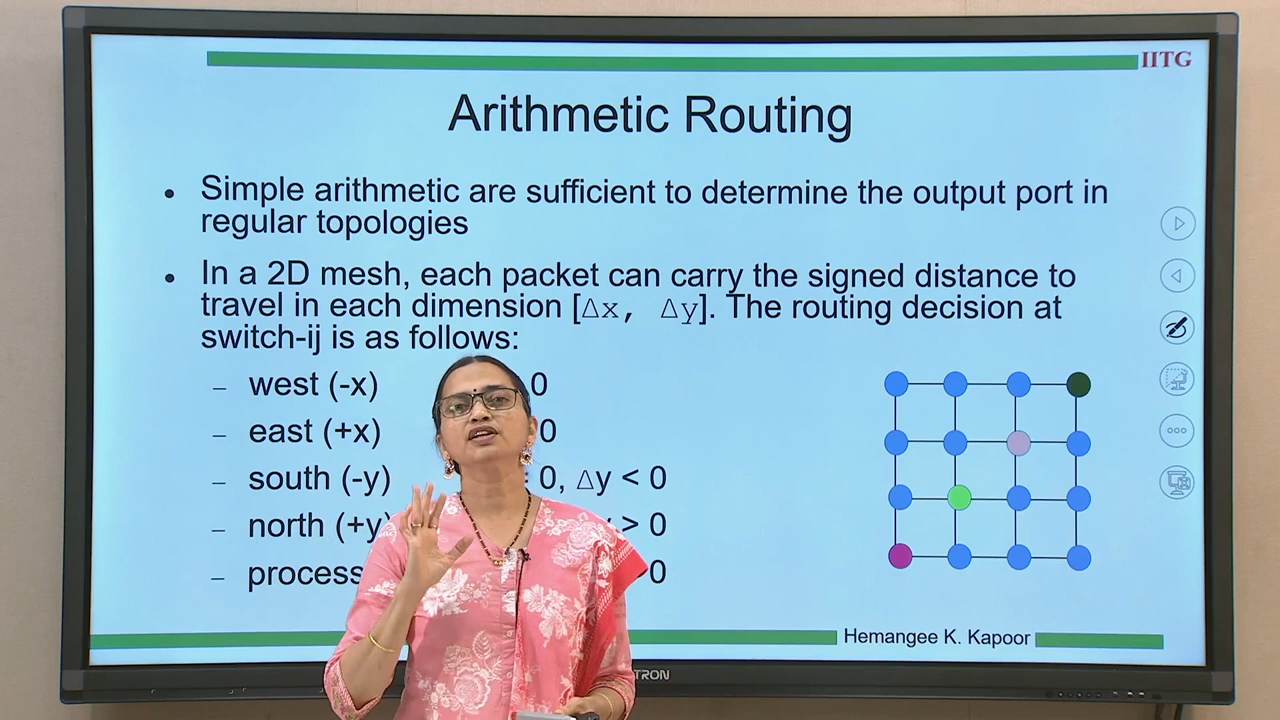 IITG
Arithmetic Routing
• Simple arithmetic are sufficient to determine the output port in
regular topologies
• In a 2D mesh, each packet can carry the signed distance to
travel in each dimension [Δx, Δy]. The routing decision at
switch-ij is as follows:
– west (-x) 0
– east (+x) 0
– south (-y) 0, Δy < 0
– north (+y) > 0
– process 0
Hemangee K. Kapoor
TRON